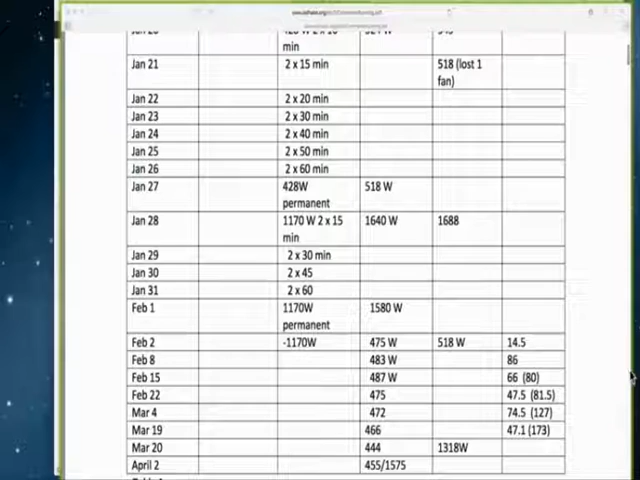 min
Jan 21 2 x 15 min 518 (lost 1
fan)
Jan 22 2 x 20 min
Jan 23 2 x 30 min
Jan 24 2 x 40 min
Jan 25 2 x 50 min
Jan 26 2 x 60 min
Jan 27 428W 518 W
permanent
Jan 28 1170 W 2 x 15 1640 W 1688
min
Jan 29 2 x 30 min
Jan 30 2 x 45
Jan 31 2 x 60
Feb 1 1170W 1580 W
permanent
Feb 2 -1170W 475 W 518 W 14.5
Feb 8 483 W 86
Feb 15 487 W 66 (80)
Feb 22 475 47.5 (81.5)
Mar 4 472 74.5 (127)
Mar 19 466 47.1 (173)
Mar 20 444 1318W
April 2 455/1575